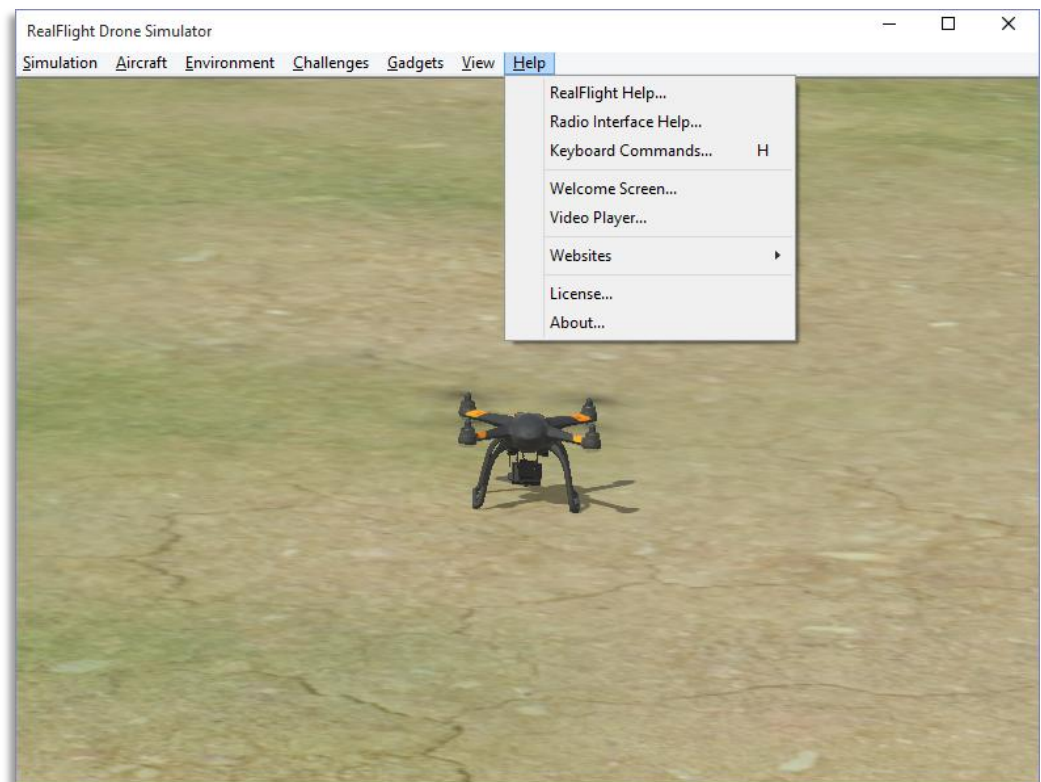 RealFlight Drone Simulator
Simulation Aircraft Environment Challenges Gadgets View Help
RealFlight Help...
Radio Interface Help...
Keyboard Commands... H
Welcome Screen...
Video Player...
Websites
License...
About...